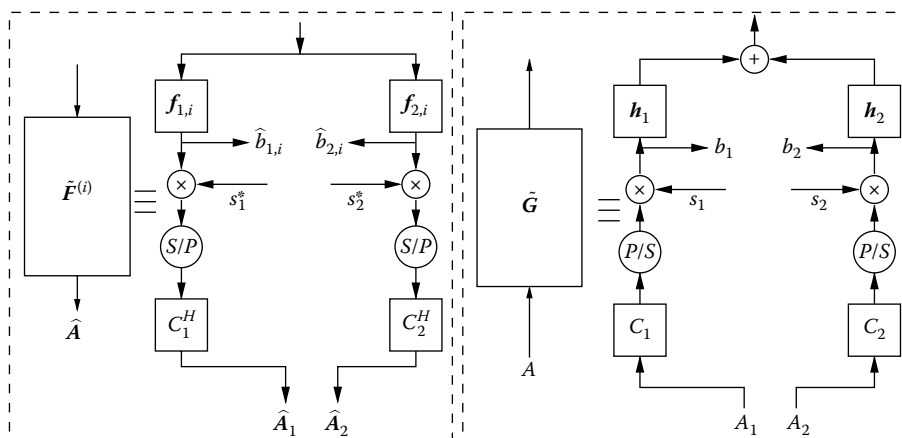 f₁,ᵢ
f₂,ᵢ
b̂₁,ᵢ
b̂₂,ᵢ
F̃⁽ⁱ⁾
×
×
s₁*
s₂*
S/P
S/P
C₁ᴴ
C₂ᴴ
Â
Â₁
Â₂
+
h₁
h₂
b₁
b₂
G̃
×
×
s₁
s₂
P/S
P/S
C₁
C₂
A
A₁
A₂